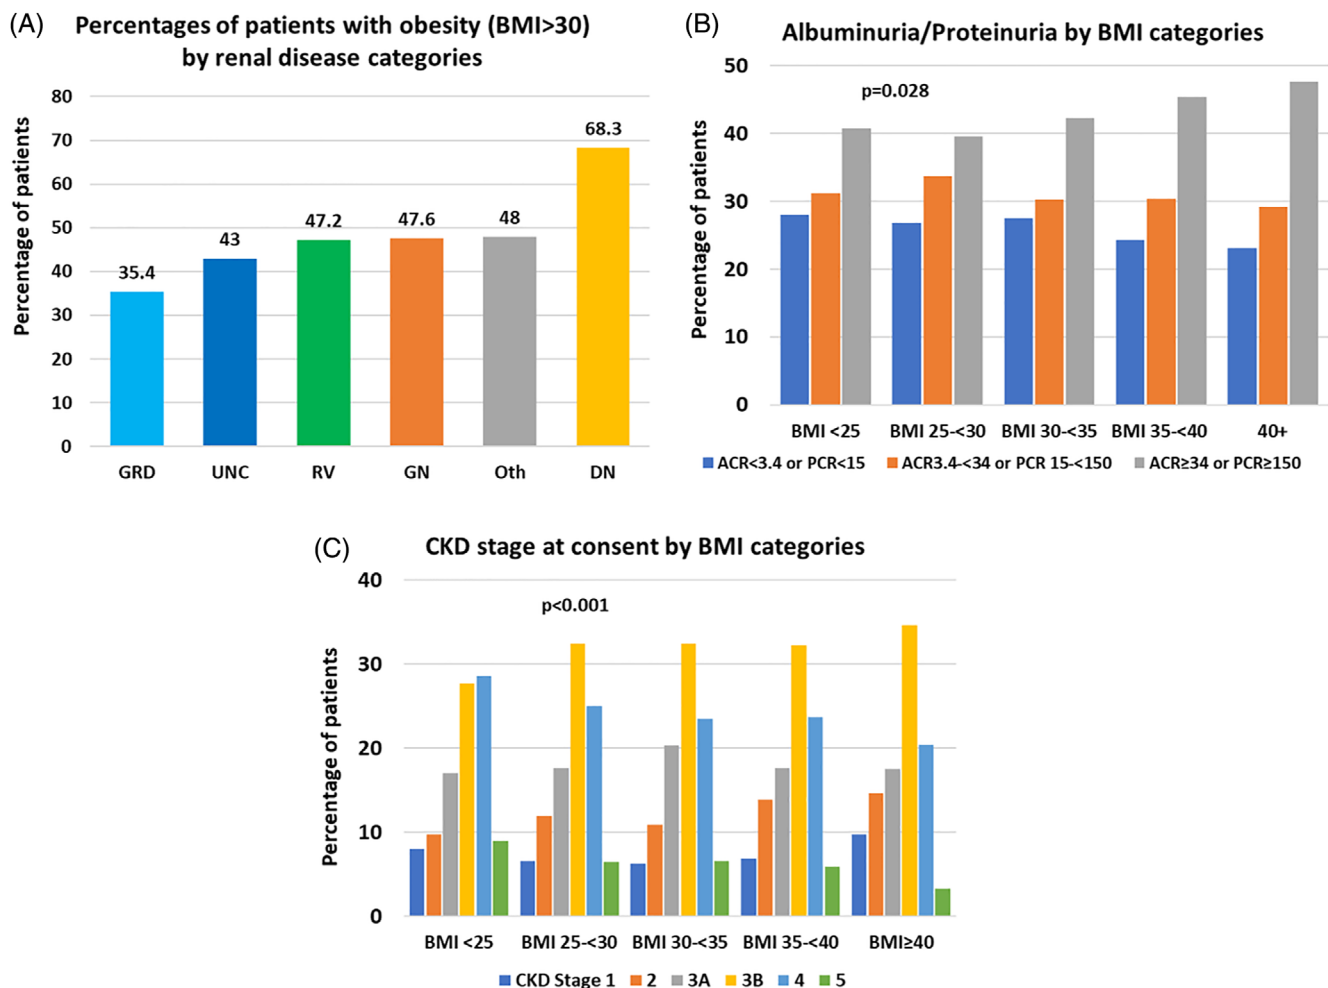 (A) Percentages of patients with obesity (BMI>30)
by renal disease categories
Percentage of patients
80
70
60
50
40
30
20
10
0
35.4
43
47.2
47.6
48
68.3
GRD UNC RV GN Oth DN
(B) Albuminuria/Proteinuria by BMI categories
p=0.028
Percentage of patients
50
40
30
20
10
0
BMI <25 BMI 25-<30 BMI 30-<35 BMI 35-<40 40+
ACR<3.4 or PCR<15 ACR3.4-<34 or PCR 15-<150 ACR≥34 or PCR≥150
(C) CKD stage at consent by BMI categories
p<0.001
Percentage of patients
40
30
20
10
0
BMI <25 BMI 25-<30 BMI 30-<35 BMI 35-<40 BMI≥40
CKD Stage 1 2 3A 3B 4 5